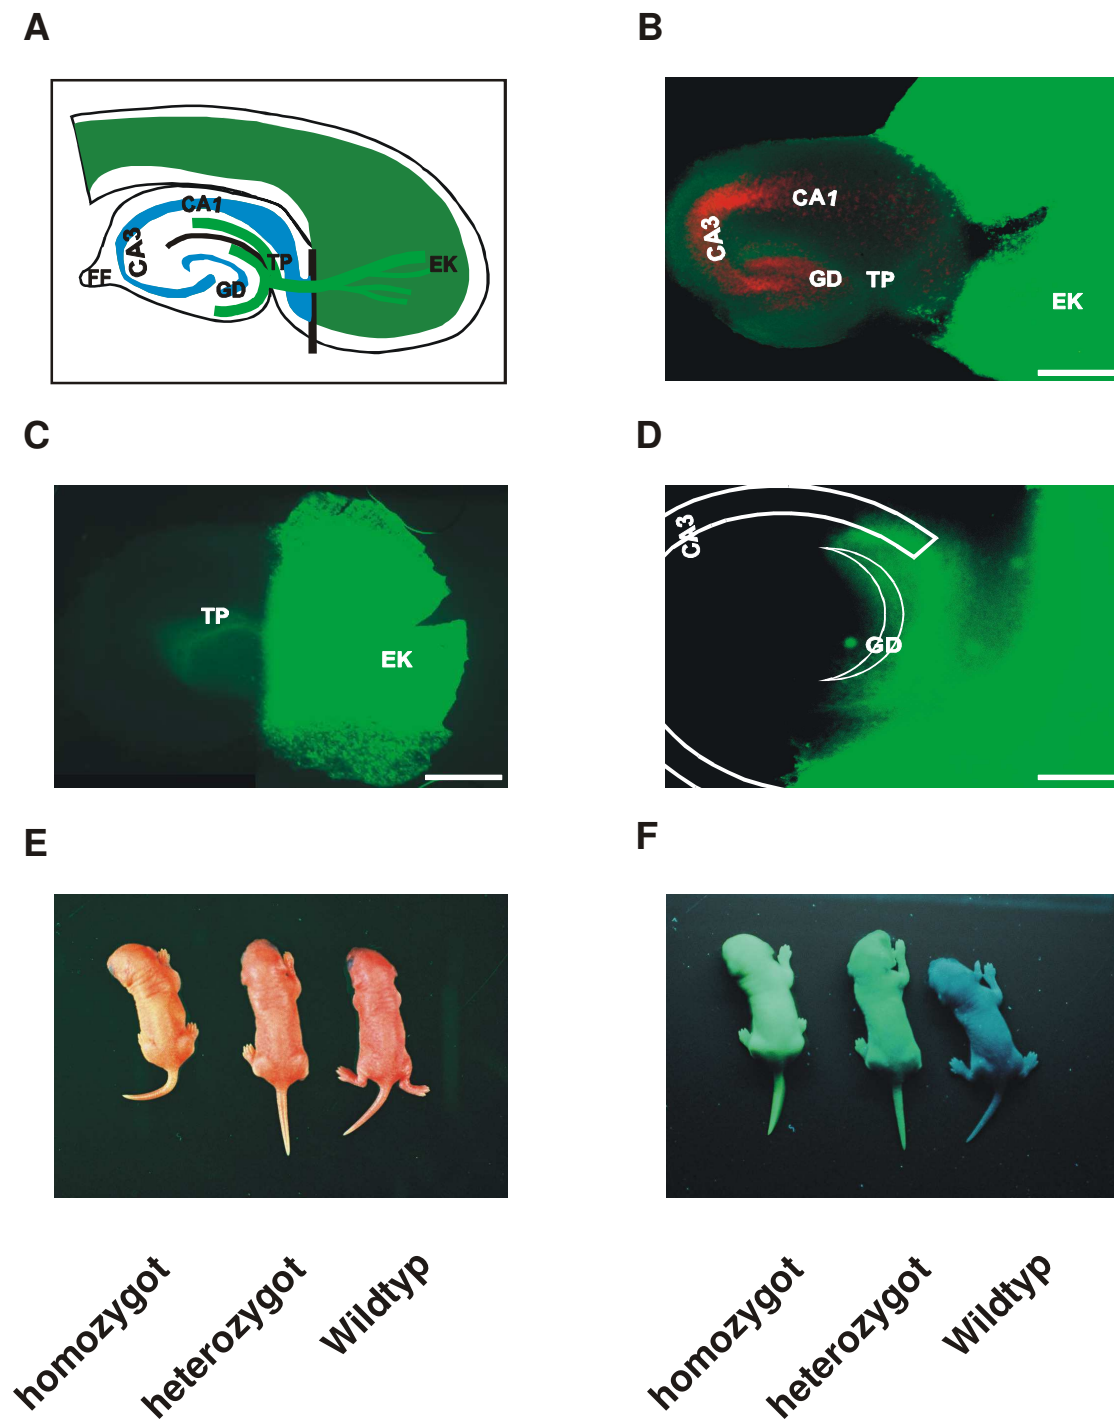 A
B
CA1
CA3
FF
GD
TP
EK
CA1
CA3
GD
TP
EK
C
D
TP
EK
CA3
GD
E
F
homozygot
heterozygot
Wildtyp
homozygot
heterozygot
Wildtyp